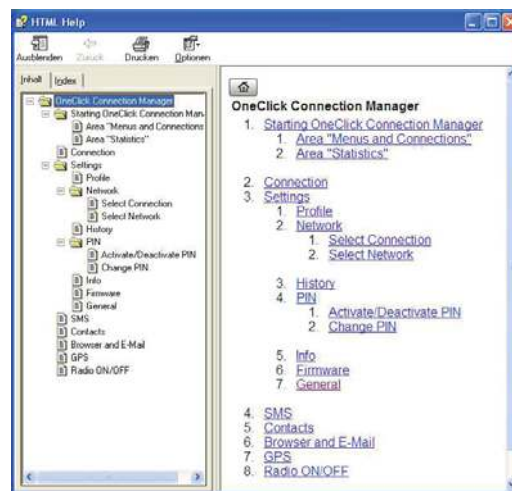 HTML Help
Ausblenden Zurück Drucken Optionen
Inhalt Index
OneClick Connection Manager
Starting OneClick Connection Man
Area "Menus and Connections
Area "Statistics"
Connection
Settings
Profile
Network
Select Connection
Select Network
History
PIN
Activate/Deactivate PIN
Change PIN
Info
Firmware
General
SMS
Contacts
Browser and E-Mail
GPS
Radio ON/OFF
OneClick Connection Manager
1. Starting OneClick Connection Manager
1. Area "Menus and Connections"
2. Area "Statistics"
2. Connection
3. Settings
1. Profile
2. Network
1. Select Connection
2. Select Network
3. History
4. PIN
1. Activate/Deactivate PIN
2. Change PIN
5. Info
6. Firmware
7. General
4. SMS
5. Contacts
6. Browser and E-Mail
7. GPS
8. Radio ON/OFF